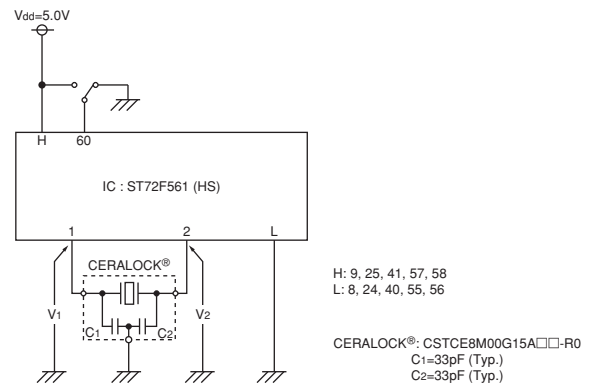 Vdd=5.0V
H 60
IC : ST72F561 (HS)
1 2 L
CERALOCK®
V1 C1 C2 V2
H: 9, 25, 41, 57, 58
L: 8, 24, 40, 55, 56
CERALOCK®: CSTCE8M00G15A□□-R0
C1=33pF (Typ.)
C2=33pF (Typ.)